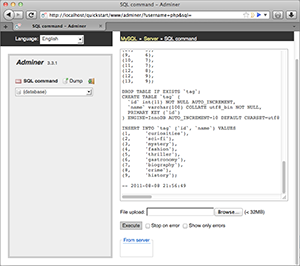 SQL command - Adminer
http://localhost/quickstart/www/adminer/?username=php&sql=
SQL command - Adminer
Language: English
MySQL » Server » SQL command
Adminer 3.3.1
SQL command Dump
(database)
(9, 6),
(10, 7),
(11, 7),
(12, 8),
(12, 9),
(13, 9);
DROP TABLE IF EXISTS `tag`;
CREATE TABLE `tag` (
`id` int(11) NOT NULL AUTO_INCREMENT,
`name` varchar(100) COLLATE utf8_bin NOT NULL,
PRIMARY KEY (`id`)
) ENGINE=InnoDB AUTO_INCREMENT=10 DEFAULT CHARSET=utf8
INSERT INTO `tag` (`id`, `name`) VALUES
(1, 'curiosities'),
(2, 'sci-fi'),
(3, 'mystery'),
(4, 'fashion'),
(5, 'thriller'),
(6, 'gastronomy'),
(7, 'biography'),
(8, 'crime'),
(9, 'history');
-- 2011-08-08 21:56:49
File upload: Browse... (< 32MB)
Execute Stop on error Show only errors
From server